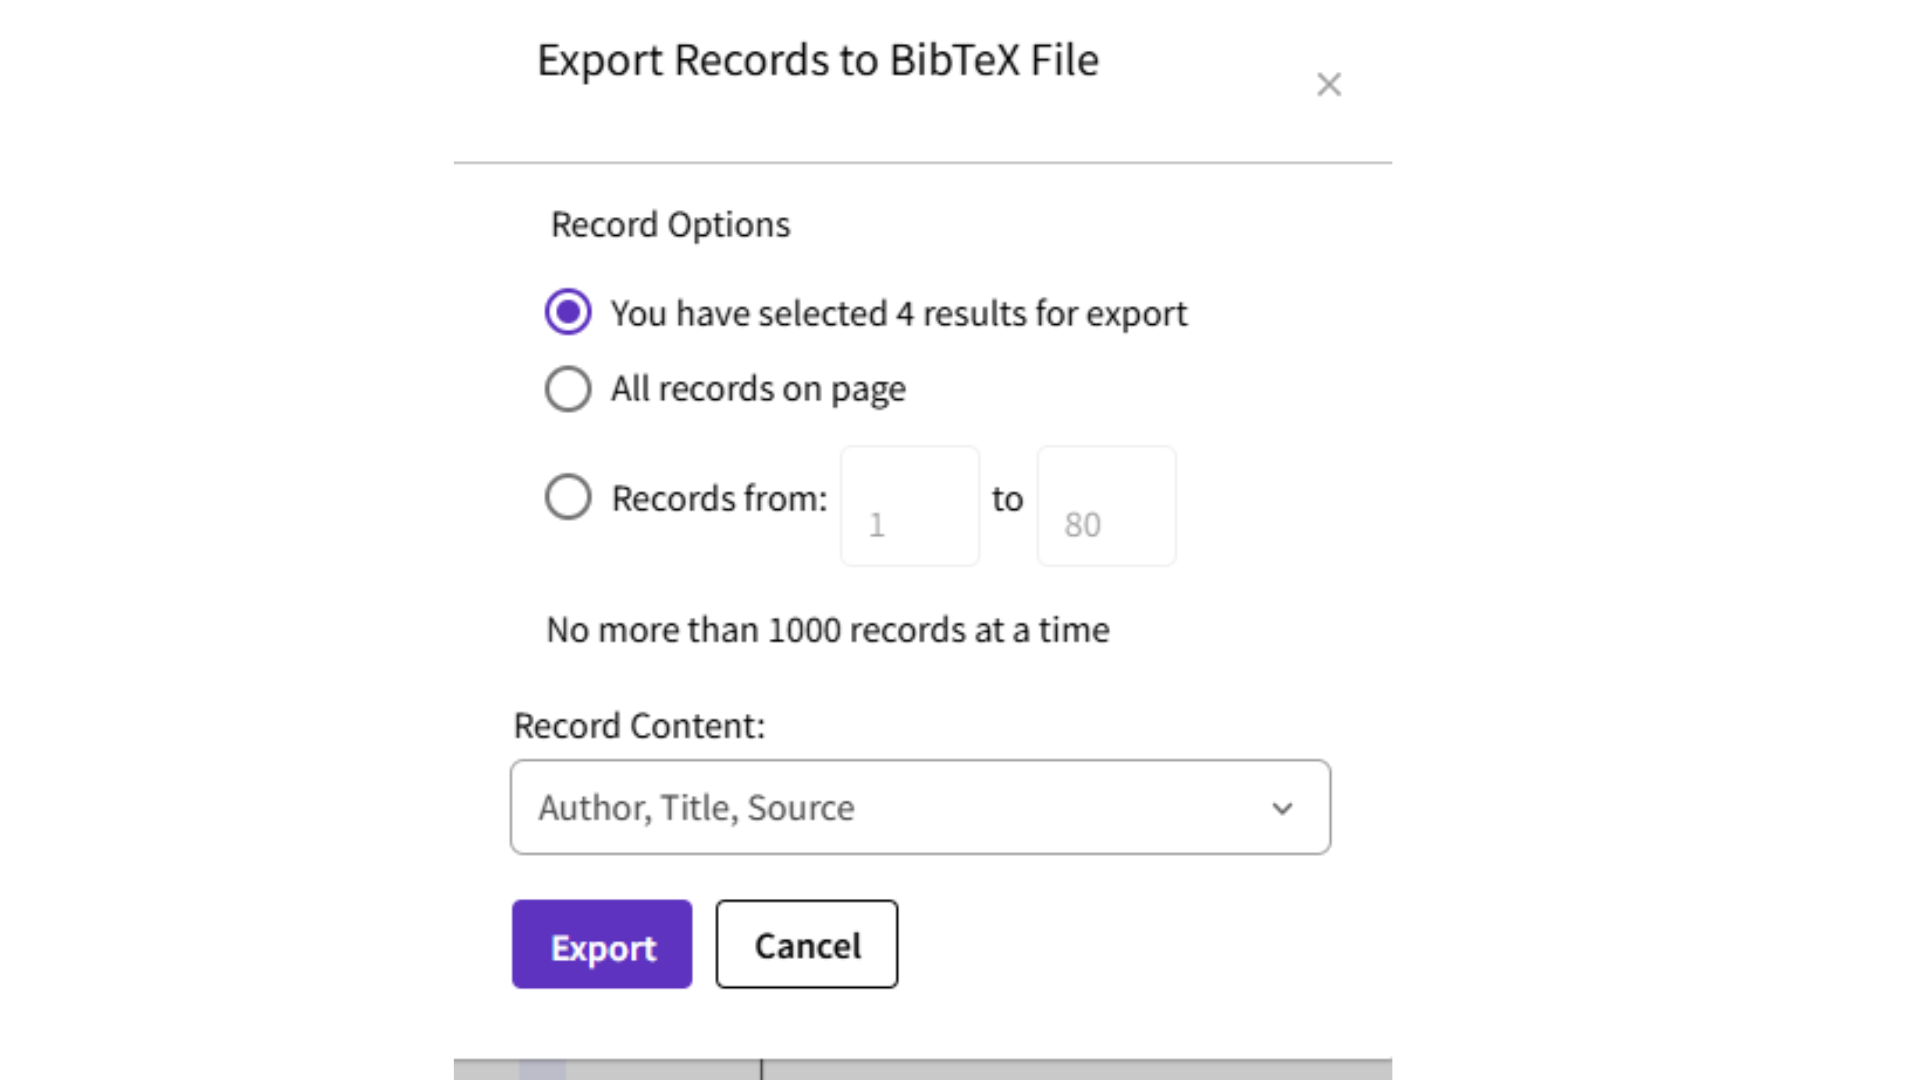 Export Records to BibTeX File
Record Options
You have selected 4 results for export
All records on page
Records from: 1 to 80
No more than 1000 records at a time
Record Content:
Author, Title, Source
Export Cancel